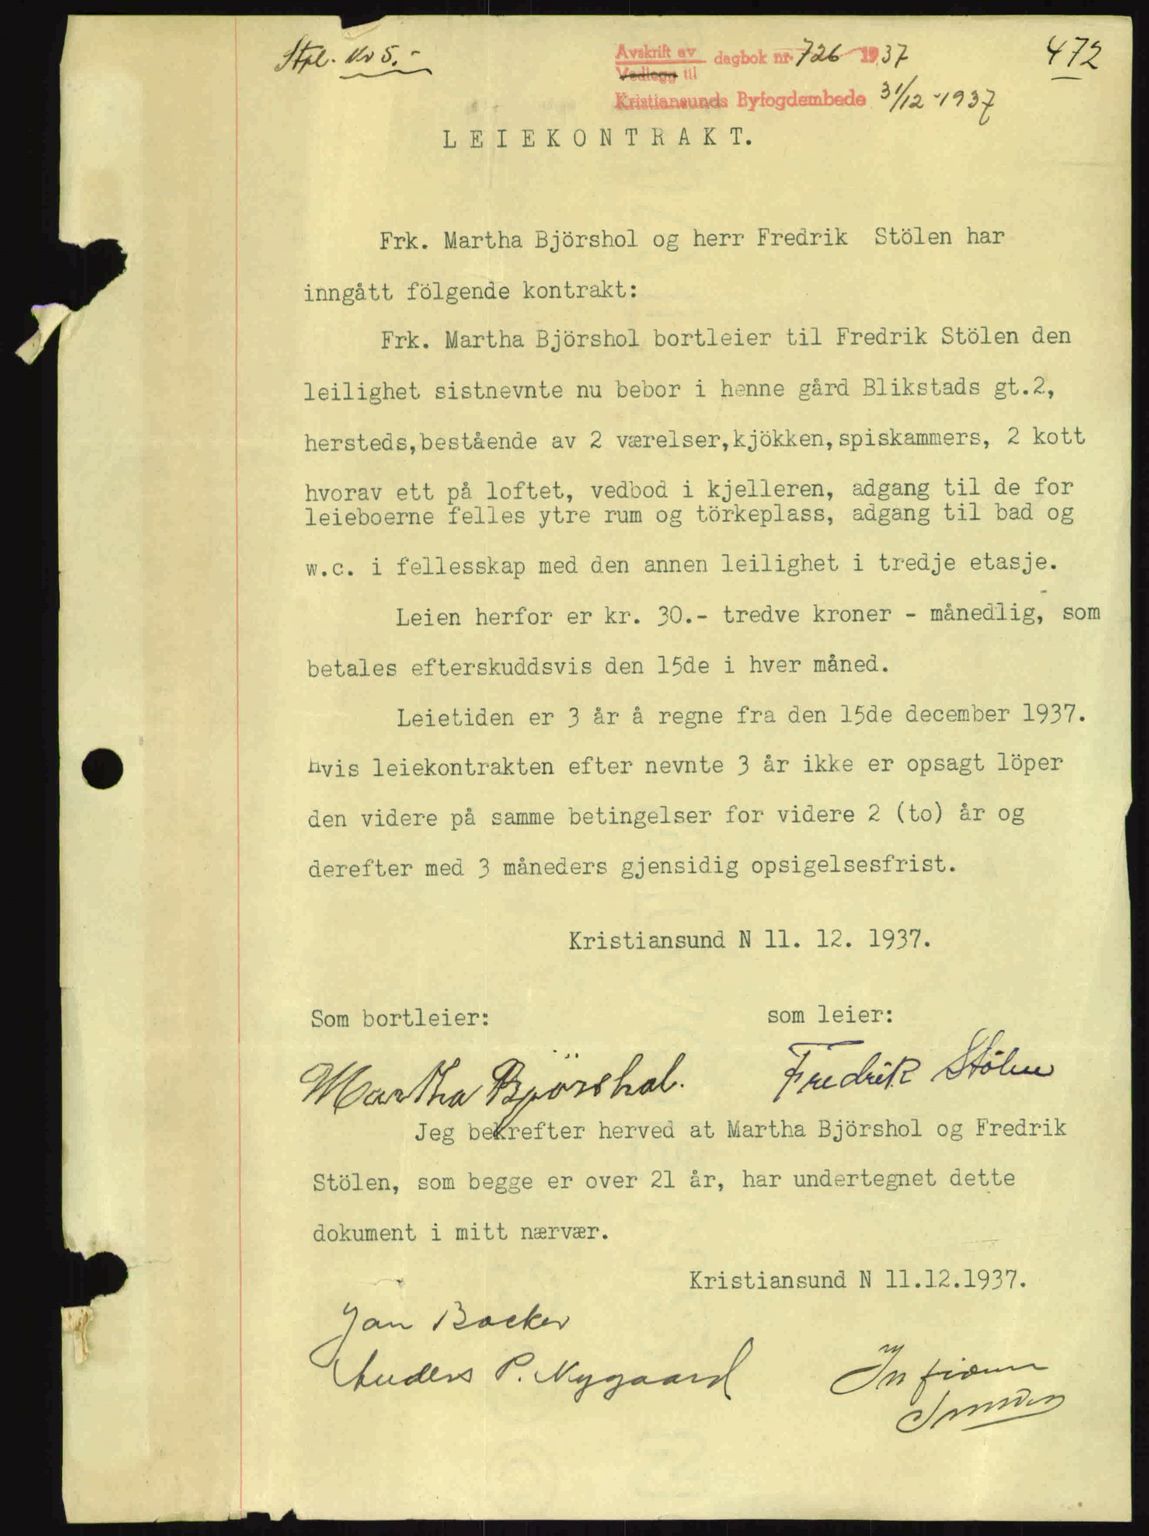 Stpl. Kr 5.-
Avskrift av dagbok nr. 726 1937
Vedlegg til
Kristiansunds Byfogdembede 31/12-1937
472
LEIEKONTRAKT.
Frk. Martha Björshol og herr Fredrik Stölen har
inngått fölgende kontrakt:
Frk. Martha Björshol bortleier til Fredrik Stölen den
leilighet sistnevnte nu bebor i henne gård Blikstads gt.2,
hersteds,bestående av 2 værelser,kjökken,spiskammers, 2 kott
hvorav ett på loftet, vedbod i kjelleren, adgang til de for
leieboerne felles ytre rum og törkeplass, adgang til bad og
w.c. i fellesskap med den annen leilighet i tredje etasje.
Leien herfor er kr. 30.- tredve kroner - månedlig, som
betales efterskuddsvis den 15de i hver måned.
Leietiden er 3 år å regne fra den 15de december 1937.
hvis leiekontrakten efter nevnte 3 år ikke er opsagt löper
den videre på samme betingelser for videre 2 (to) år og
derefter med 3 måneders gjensidig opsigelsesfrist.
Kristiansund N 11. 12. 1937.
Som bortleier: som leier:
Martha Björshol. Fredrik Stölen
Jeg bekrefter herved at Martha Björshol og Fredrik
Stölen, som begge er over 21 år, har undertegnet dette
dokument i mitt nærvær.
Kristiansund N 11.12.1937.
Jan Backer
Anders P. Nygaard